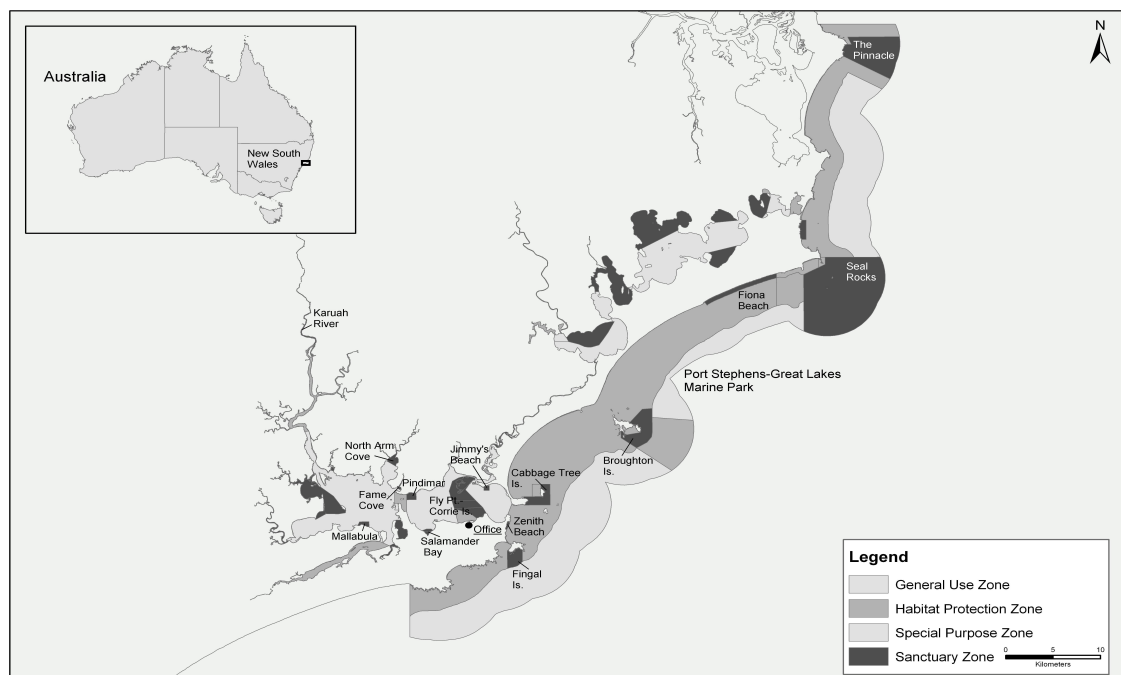 Australia
New South
Wales
N
The
Pinnacle
Seal
Rocks
Fiona
Beach
Karuah
River
Port Stephens-Great Lakes
Marine Park
North Arm
Cove
Jimmy's
Beach
Broughton
Is.
Cabbage Tree
Is.
Fame
Cove
Pindimar
Fly Pt.-
Corrie Is.
Zenith
Beach
Office
Mallabula
Salamander
Bay
Fingal
Is.
Legend
General Use Zone
Habitat Protection Zone
Special Purpose Zone
Sanctuary Zone
0 5 10
Kilometers